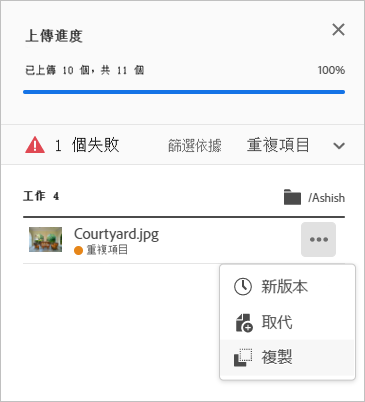 上傳進度
已上傳 10 個，共 11 個 100%
1 個失敗 篩選依據 重複項目
工作 4 /Ashish
Courtyard.jpg
重複項目
新版本
取代
複製